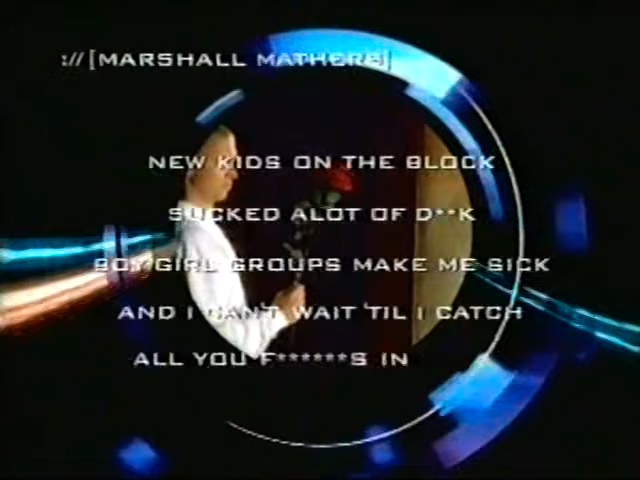 ://[MARSHALL MATHERS]
NEW KIDS ON THE BLOCK
SUCKED ALOT OF D**K
BOY/GIRL GROUPS MAKE ME SICK
AND I CAN'T WAIT 'TIL I CATCH
ALL YOU F******S IN